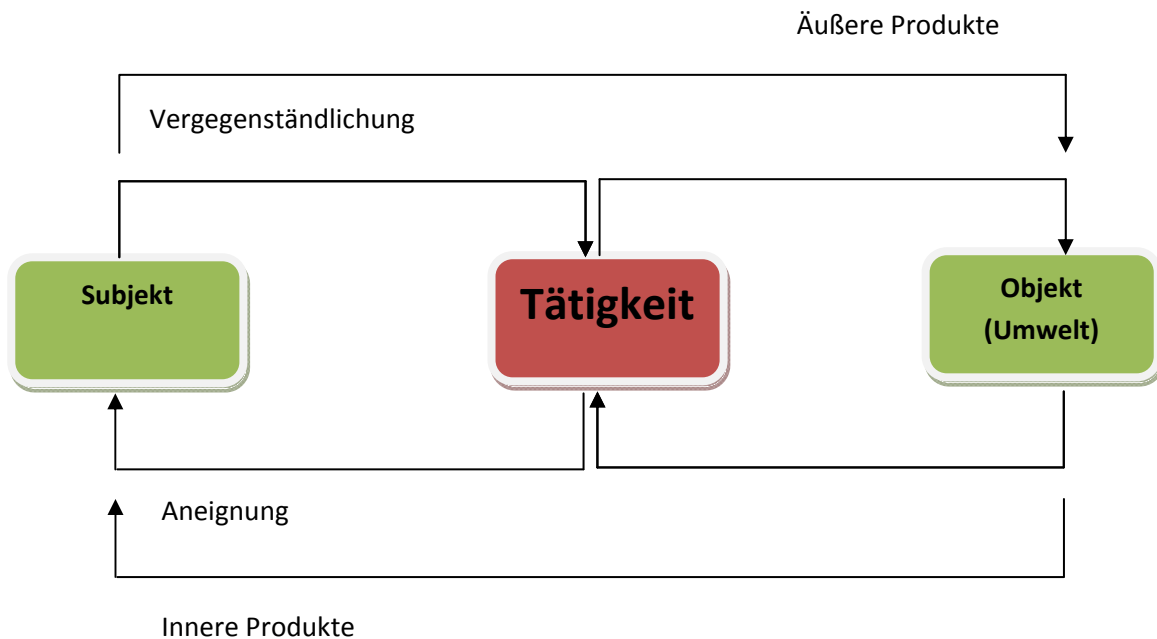 Äußere Produkte
Vergegenständlichung
Subjekt
Tätigkeit
Objekt
(Umwelt)
Aneignung
Innere Produkte